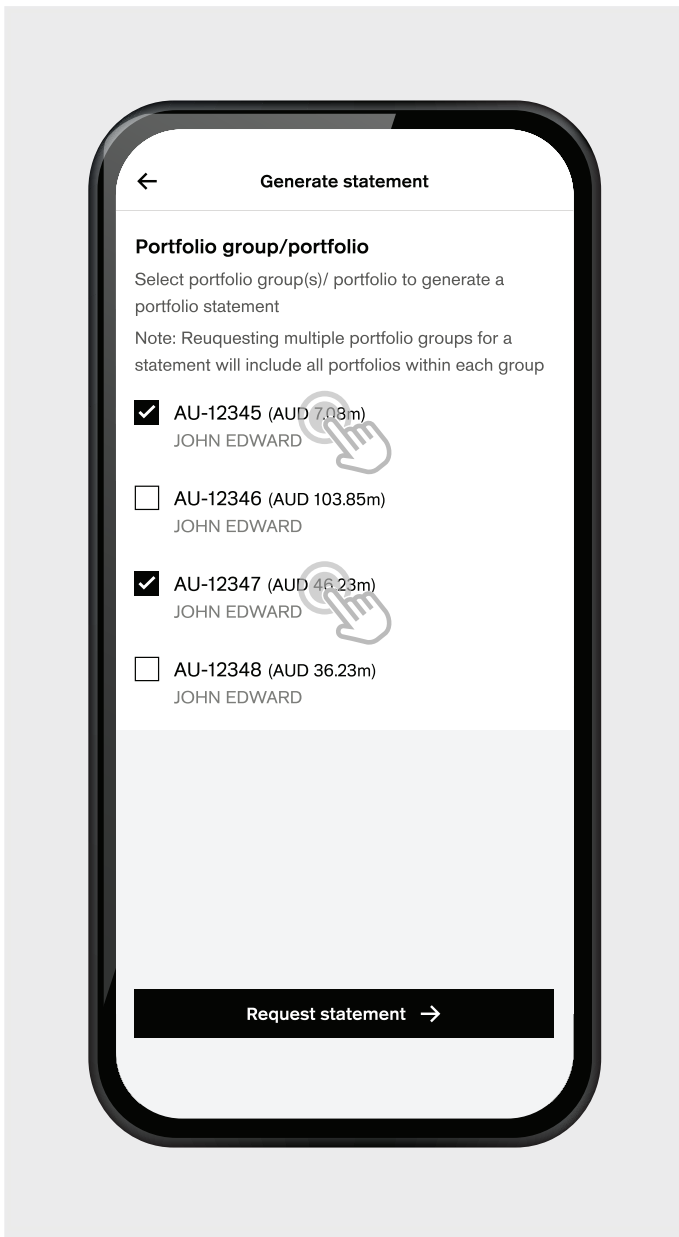 Generate statement
Portfolio group/portfolio
Select portfolio group(s)/ portfolio to generate a
portfolio statement
Note: Reuquesting multiple portfolio groups for a
statement will include all portfolios within each group
AU-12345 (AUD 7.08m)
JOHN EDWARD
AU-12346 (AUD 103.85m)
JOHN EDWARD
AU-12347 (AUD 46.23m)
JOHN EDWARD
AU-12348 (AUD 36.23m)
JOHN EDWARD
Request statement